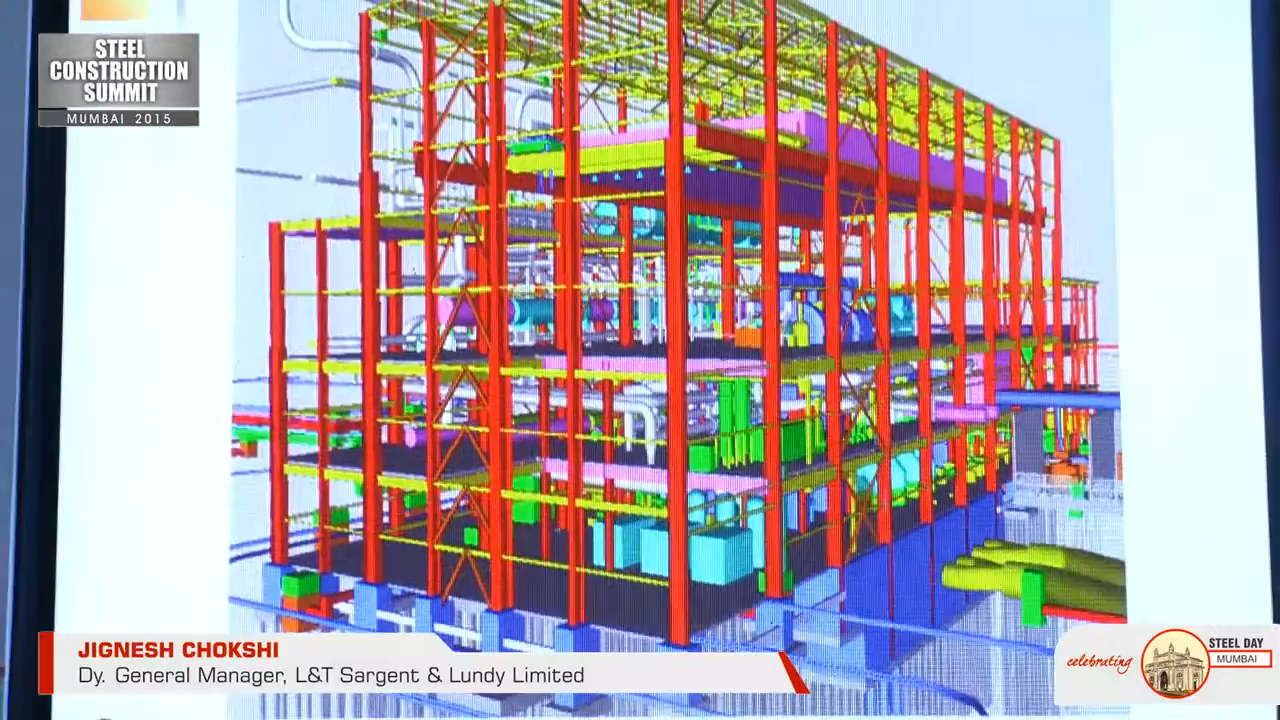 STEEL
CONSTRUCTION
SUMMIT
MUMBAI 2015
JIGNESH CHOKSHI
Dy. General Manager, L&T Sargent & Lundy Limited
celebrating
STEEL DAY
MUMBAI